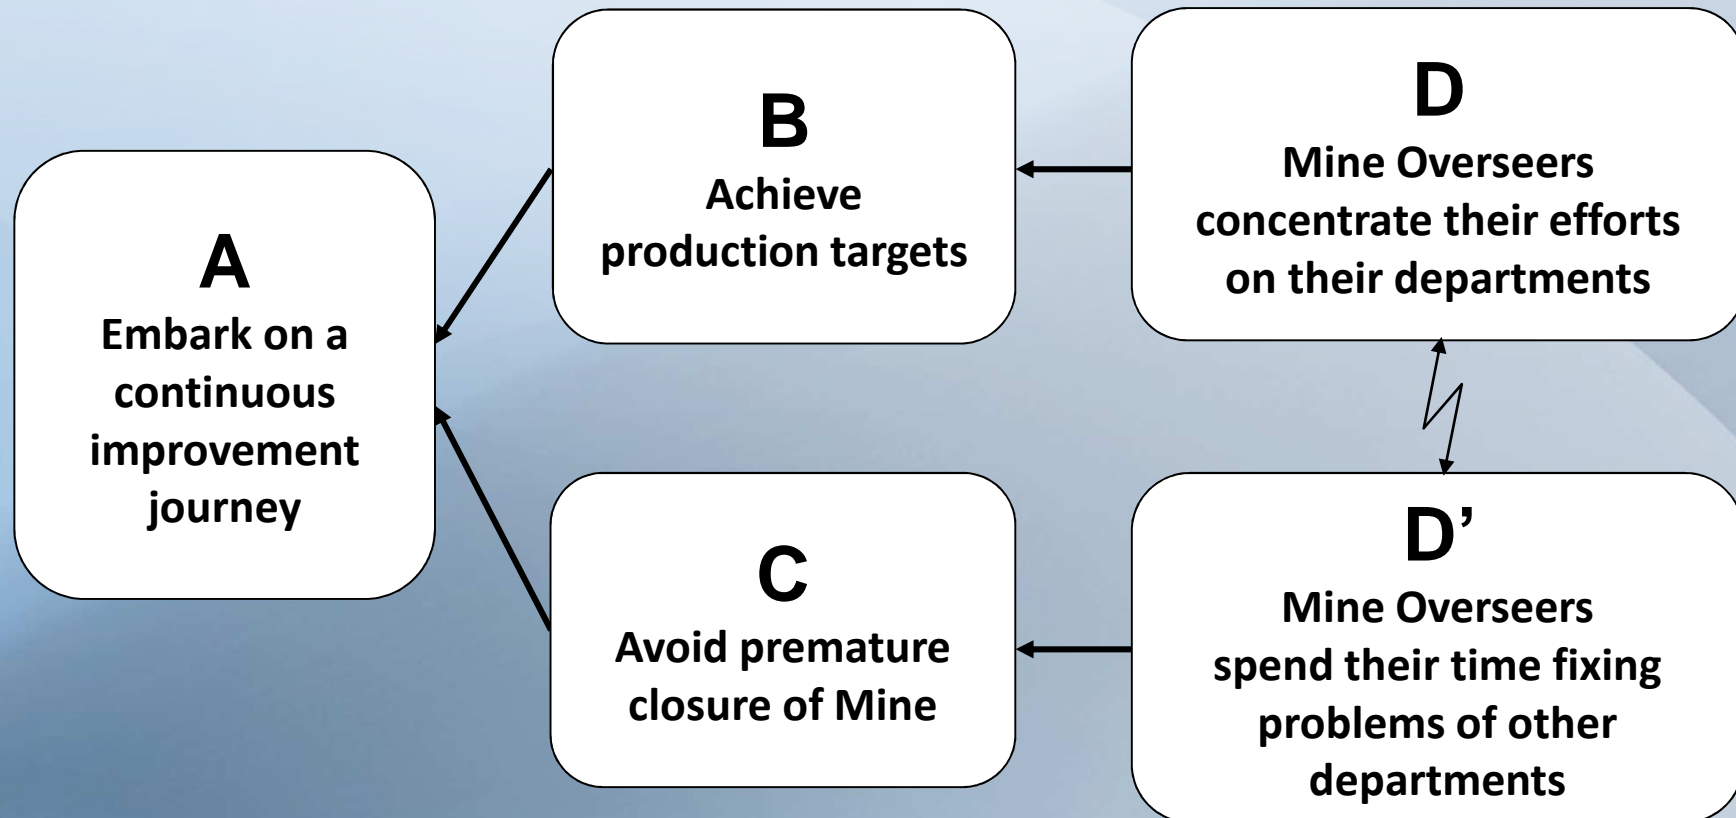 A
Embark on a
continuous
improvement
journey
B
Achieve
production targets
C
Avoid premature
closure of Mine
D
Mine Overseers
concentrate their efforts
on their departments
D’
Mine Overseers
spend their time fixing
problems of other
departments